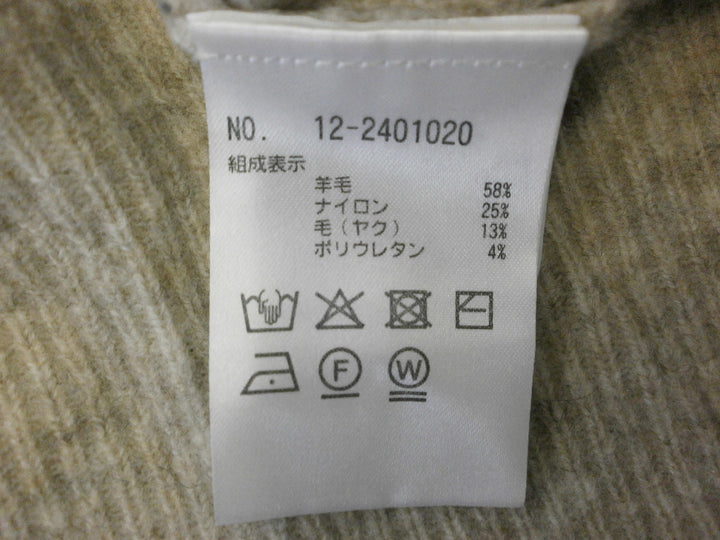 NO. 12-2401020
組成表示
羊毛 58%
ナイロン 25%
毛(ヤク) 13%
ポリウレタン 4%
F W